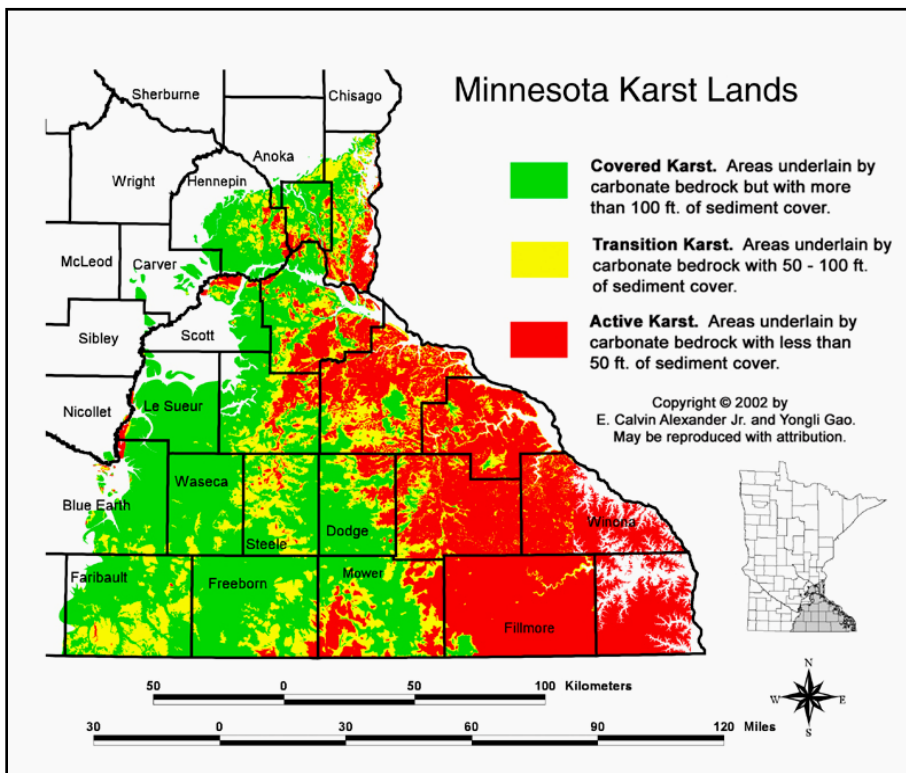 Minnesota Karst Lands
Sherburne
Chisago
Anoka
Wright
Hennepin
McLeod
Carver
Sibley
Scott
Nicollet
Le Sueur
Blue Earth
Waseca
Steele
Dodge
Winona
Faribault
Freeborn
Mower
Fillmore
Covered Karst. Areas underlain by
carbonate bedrock but with more
than 100 ft. of sediment cover.
Transition Karst. Areas underlain by
carbonate bedrock with 50 - 100 ft.
of sediment cover.
Active Karst. Areas underlain by
carbonate bedrock with less than
50 ft. of sediment cover.
Copyright © 2002 by
E. Calvin Alexander Jr. and Yongli Gao.
May be reproduced with attribution.
N
W E
S
50 0 50 100 Kilometers
30 0 30 60 90 120 Miles